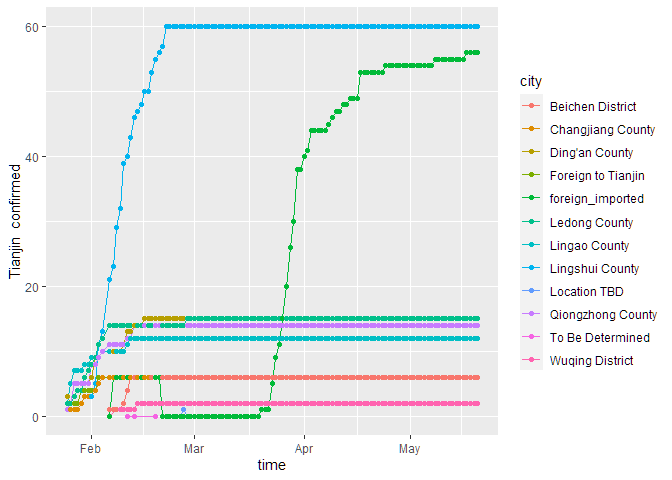 60
40
20
0
Tianjin confirmed
Feb
Mar
Apr
May
time
city
Beichen District
Changjiang County
Ding'an County
Foreign to Tianjin
foreign_imported
Ledong County
Lingao County
Lingshui County
Location TBD
Qiongzhong County
To Be Determined
Wuqing District